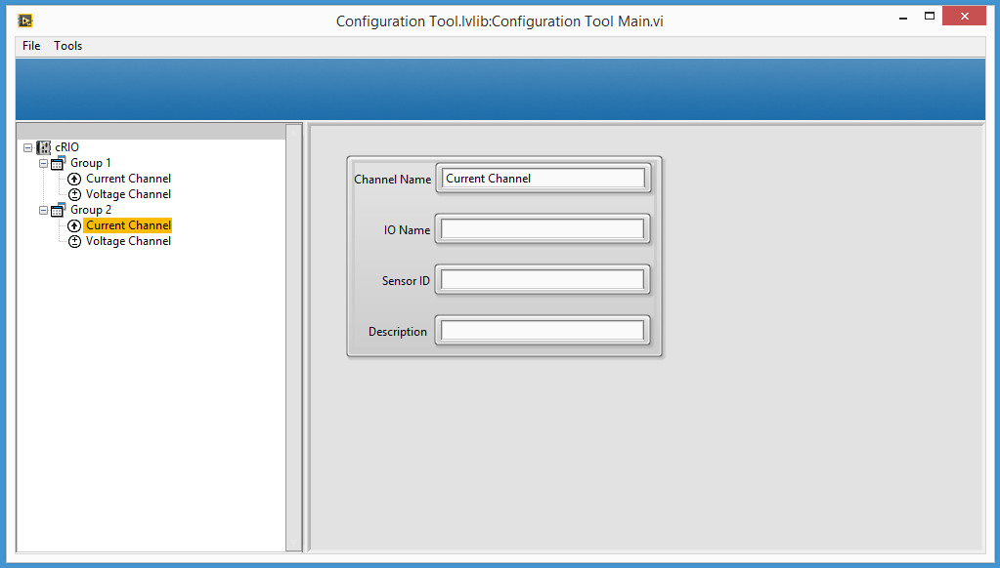 Configuration Tool.lvlib:Configuration Tool Main.vi
File Tools
cRIO
Group 1
Current Channel
Voltage Channel
Group 2
Current Channel
Voltage Channel
Channel Name Current Channel
IO Name
Sensor ID
Description